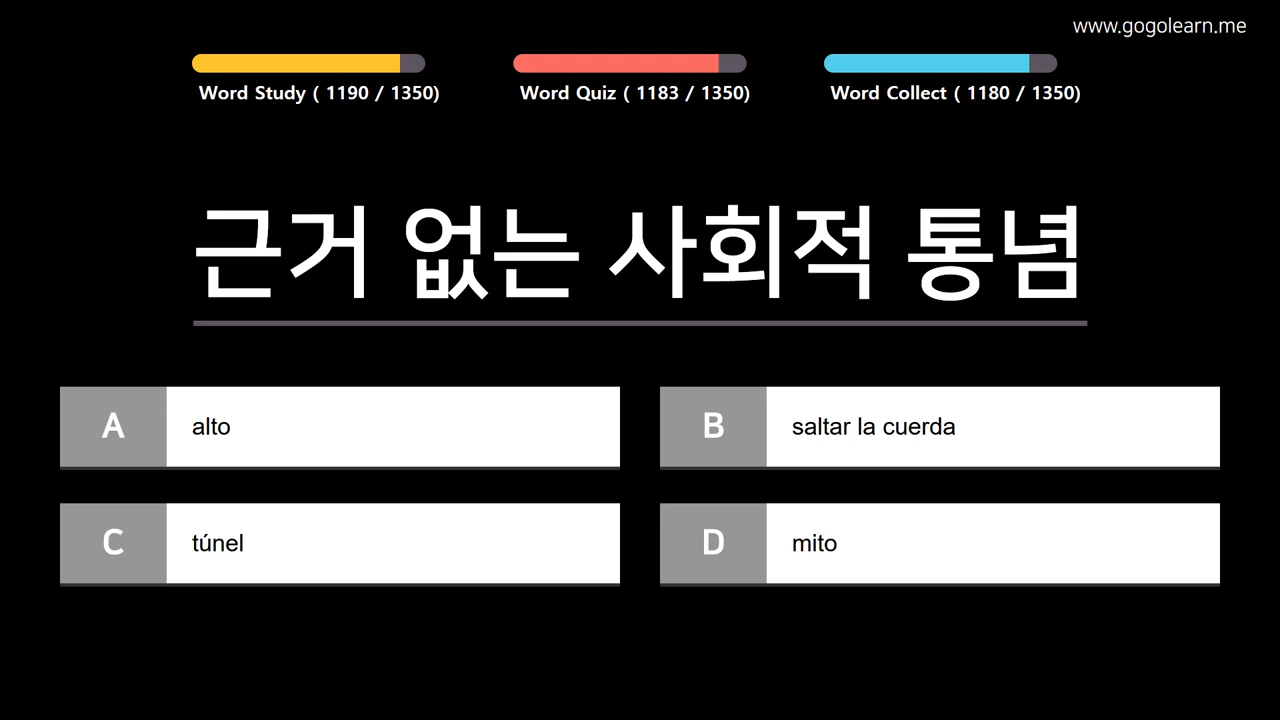 www.gogolearn.me
Word Study ( 1190 / 1350)
Word Quiz ( 1183 / 1350)
Word Collect ( 1180 / 1350)
근거 없는 사회적 통념
A alto
B saltar la cuerda
C túnel
D mito